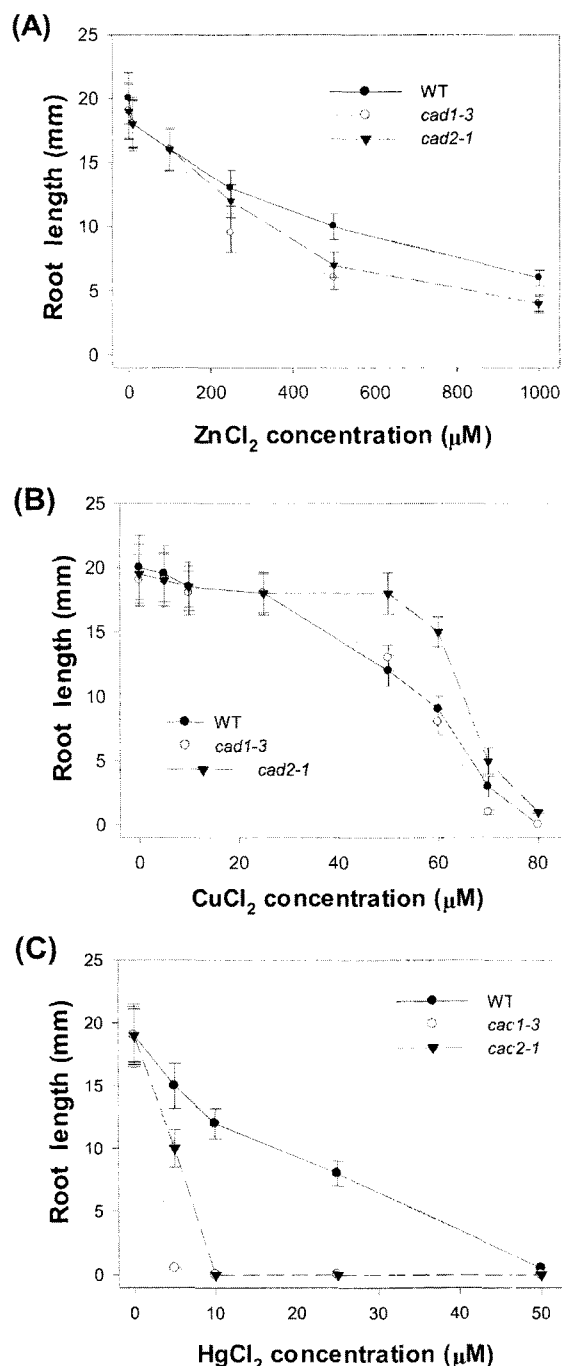 (A)
25
20
15
10
5
0
Root length (mm)
WT
cad1-3
cad2-1
0 200 400 600 800 1000
ZnCl₂ concentration (µM)
(B)
25
20
15
10
5
0
Root length (mm)
WT
cad1-3
cad2-1
0 20 40 60 80
CuCl₂ concentration (µM)
(C)
25
20
15
10
5
0
Root length (mm)
WT
cac1-3
cac2-1
0 10 20 30 40 50
HgCl₂ concentration (µM)